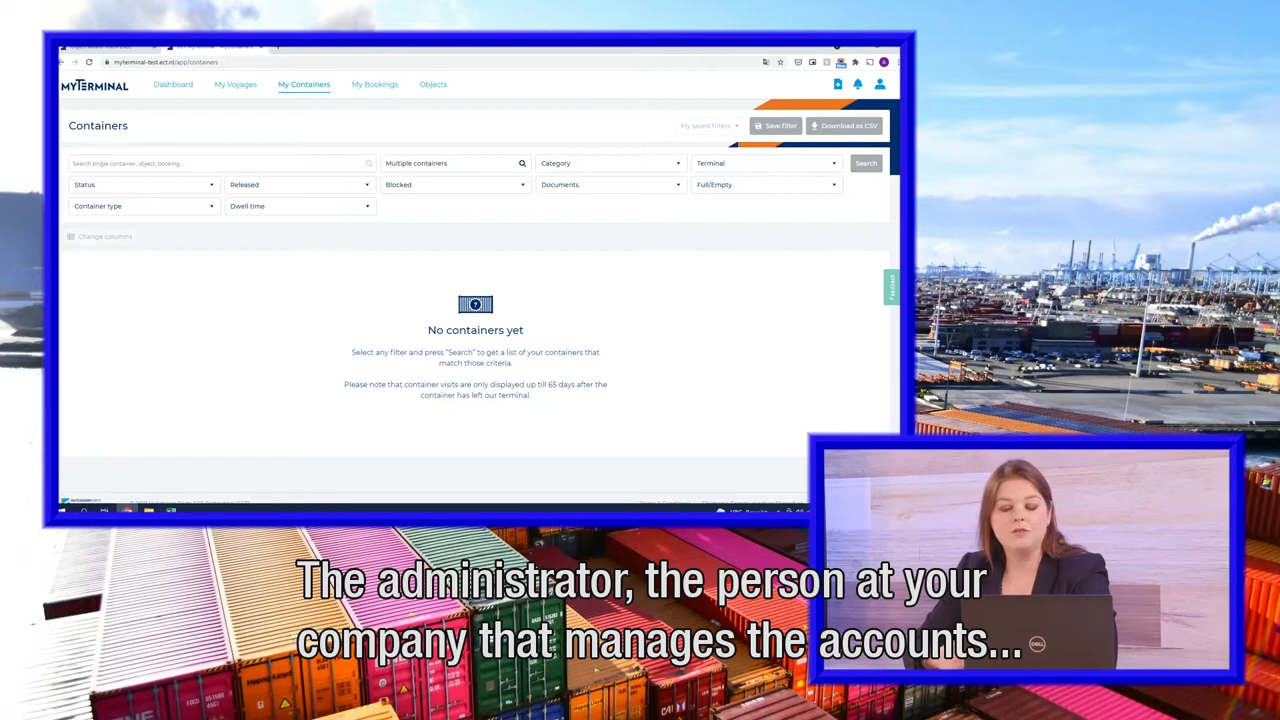 myterminal-test.ect.nl/app/containers
MYTERMINAL
Dashboard
My Voyages
My Containers
My Bookings
Objects
Containers
My saved filters
Save filter
Download as CSV
Search single container, object, booking...
Multiple containers
Category
Terminal
Search
Status
Released
Blocked
Documents
Full/Empty
Container type
Dwell time
Change columns
Feedback
No containers yet
Select any filter and press "Search" to get a list of your containers that
match those criteria.
Please note that container visits are only displayed up till 65 days after the
container has left our terminal.
DELL
The administrator, the person at your
company that manages the accounts...
Hapag-Lloyd